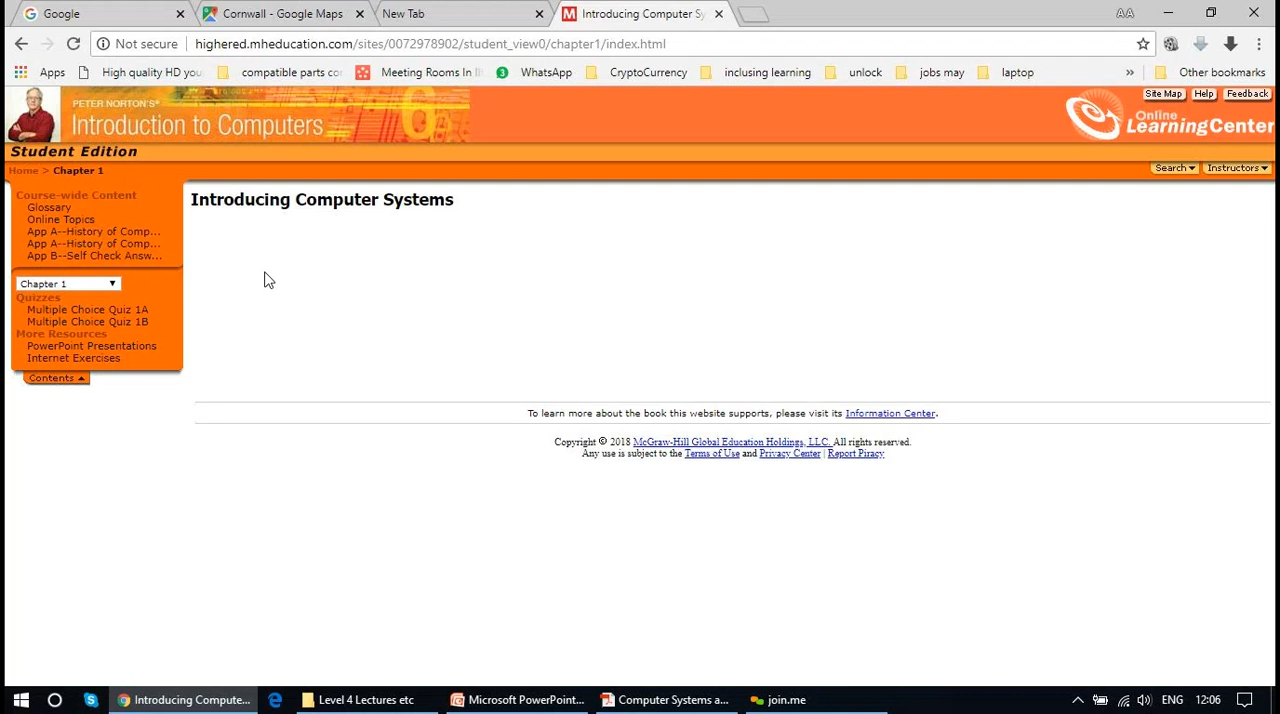 Google
Cornwall - Google Maps
New Tab
Introducing Computer Sy
AA
Not secure
highered.mheducation.com/sites/0072978902/student_view0/chapter1/index.html
Apps
High quality HD you
compatible parts cor
Meeting Rooms In
WhatsApp
CryptoCurrency
inclusing learning
unlock
jobs may
laptop
»
Other bookmarks
PETER NORTON'S®
Introduction to Computers
6
Site Map
Help
Feedback
Online
LearningCenter
Student Edition
Home > Chapter 1
Search
Instructors
Course-wide Content
Glossary
Online Topics
App A--History of Comp...
App A--History of Comp...
App B--Self Check Answ...
Chapter 1
Quizzes
Multiple Choice Quiz 1A
Multiple Choice Quiz 1B
More Resources
PowerPoint Presentations
Internet Exercises
Contents
Introducing Computer Systems
To learn more about the book this website supports, please visit its Information Center.
Copyright © 2018 McGraw-Hill Global Education Holdings, LLC. All rights reserved.
Any use is subject to the Terms of Use and Privacy Center | Report Piracy
Introducing Compute...
Level 4 Lectures etc
Microsoft PowerPoint...
Computer Systems a...
join.me
ENG
12:06